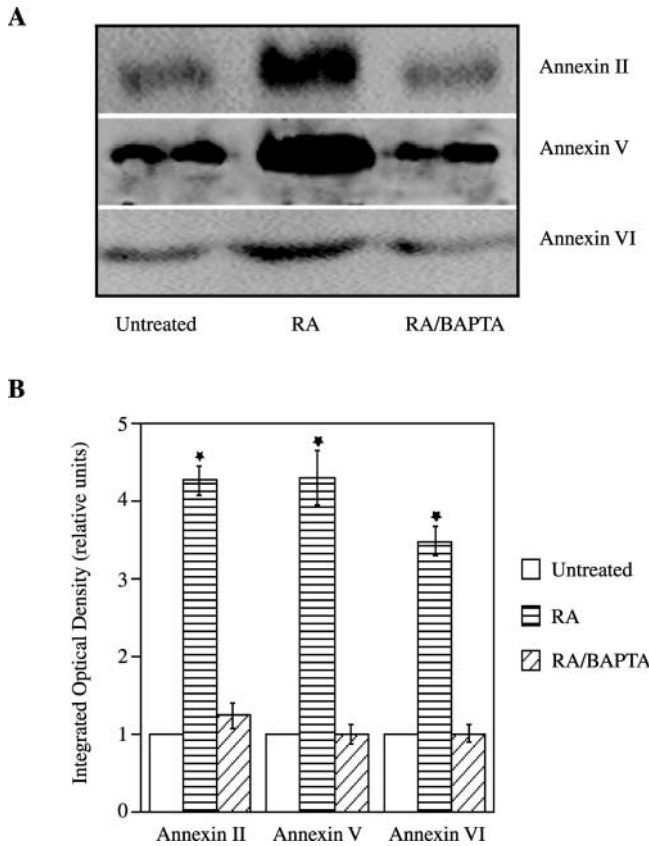 A
Annexin II
Annexin V
Annexin VI
Untreated RA RA/BAPTA
B
Integrated Optical Density (relative units)
5
4
3
2
1
0
Annexin II Annexin V Annexin VI
Untreated
RA
RA/BAPTA